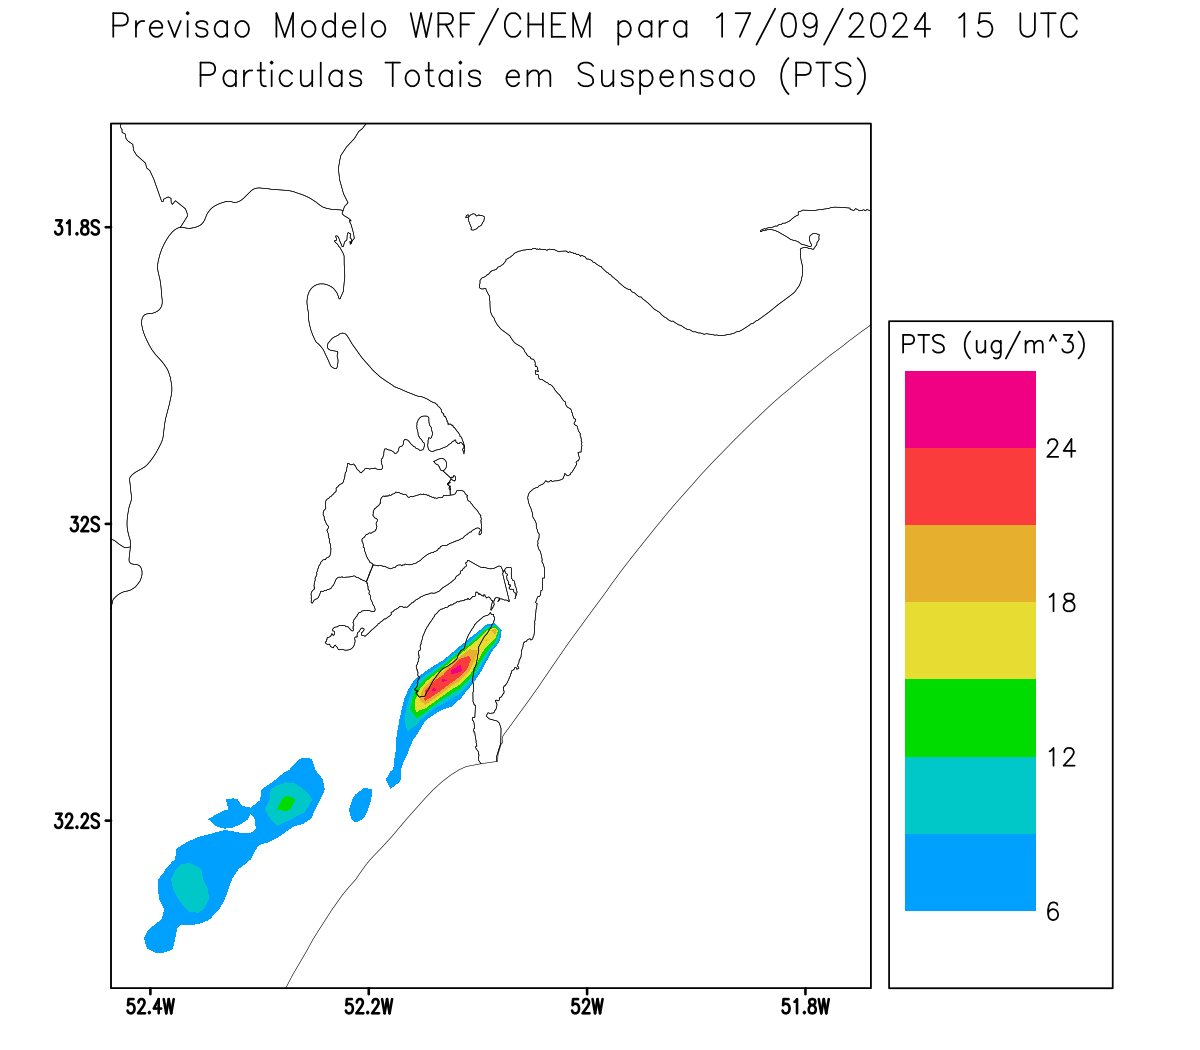 Previsao Modelo WRF/CHEM para 17/09/2024 15 UTC
Particulas Totais em Suspensao (PTS)
31.8S
32S
32.2S
52.4W
52.2W
52W
51.8W
PTS (ug/m^3)
24
18
12
6